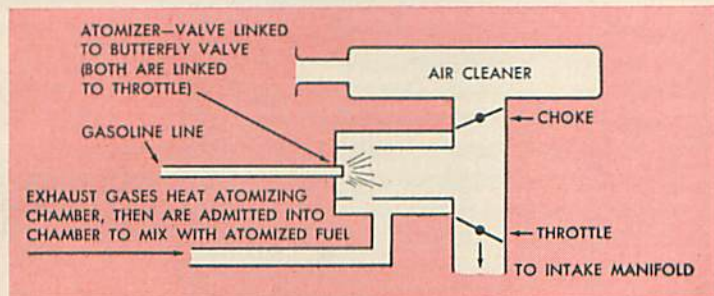 ATOMIZER—VALVE LINKED
TO BUTTERFLY VALVE
(BOTH ARE LINKED
TO THROTTLE)
AIR CLEANER
CHOKE
GASOLINE LINE
EXHAUST GASES HEAT ATOMIZING
CHAMBER, THEN ARE ADMITTED INTO
CHAMBER TO MIX WITH ATOMIZED FUEL
THROTTLE
TO INTAKE MANIFOLD